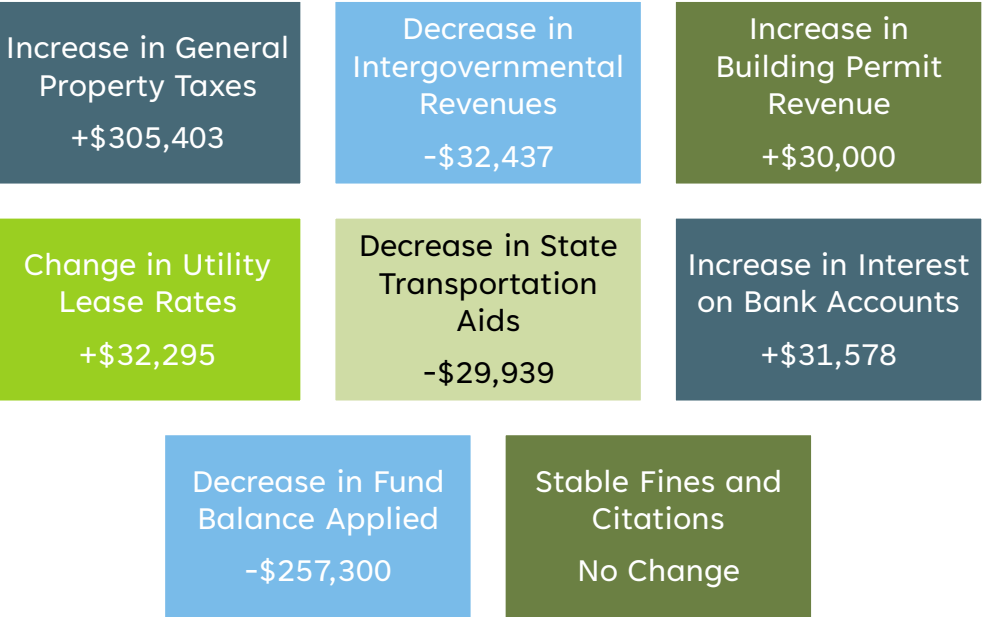 Increase in General
Property Taxes
+$305,403
Decrease in
Intergovernmental
Revenues
-$32,437
Increase in
Building Permit
Revenue
+$30,000
Change in Utility
Lease Rates
+$32,295
Decrease in State
Transportation
Aids
-$29,939
Increase in Interest
on Bank Accounts
+$31,578
Decrease in Fund
Balance Applied
-$257,300
Stable Fines and
Citations
No Change